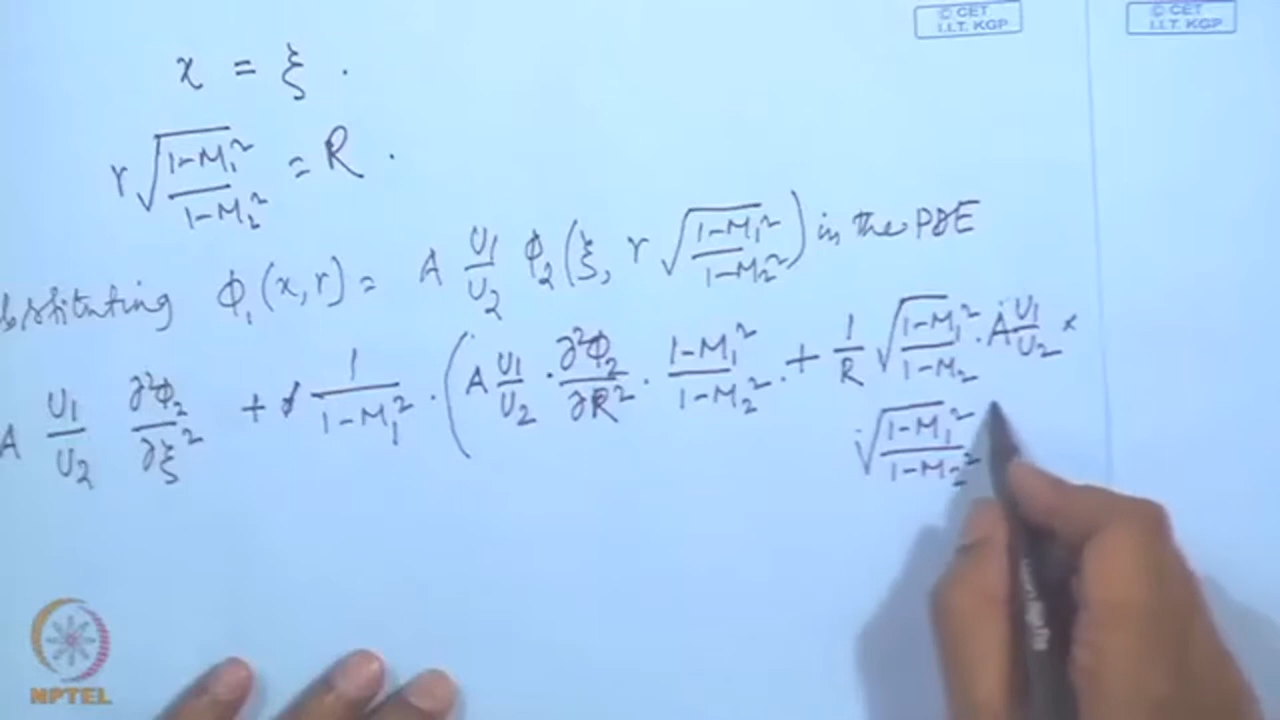 © CET
I.I.T. KGP
© CET
I.I.T. KGP
x = ξ .
r √((1-M₁²)/(1-M₂²)) = R .
bstituting ϕ₁(x,r) = A U₁/U₂ ϕ₂(ξ, r √((1-M₁²)/(1-M₂²))) in the PDE
A U₁/U₂ ∂²ϕ₂/∂ξ² + 1/(1-M₁²) · (A U₁/U₂ · ∂²ϕ₂/∂R² · (1-M₁²)/(1-M₂²) · + 1/R √((1-M₁²)/(1-M₂)) · A U₁/U₂ ×
√((1-M₁²)/(1-M₂²))
NPTEL